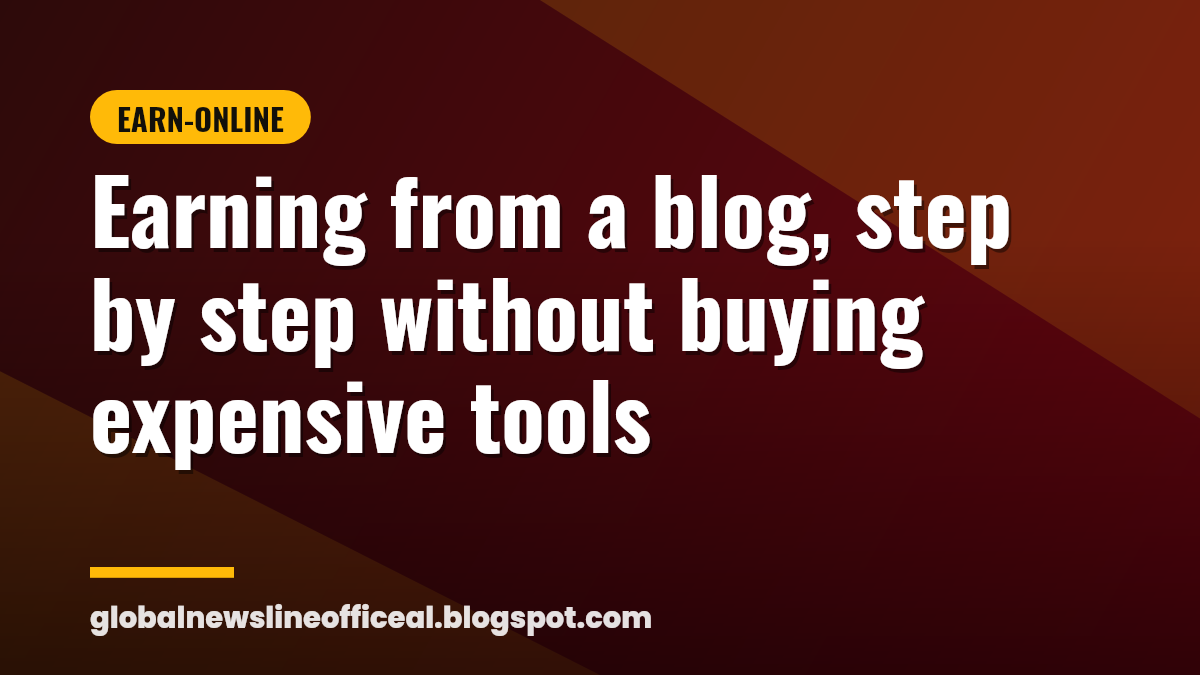 EARN-ONLINE
Earning from a blog, step
by step without buying
expensive tools
globalnewslineofficeal.blogspot.com